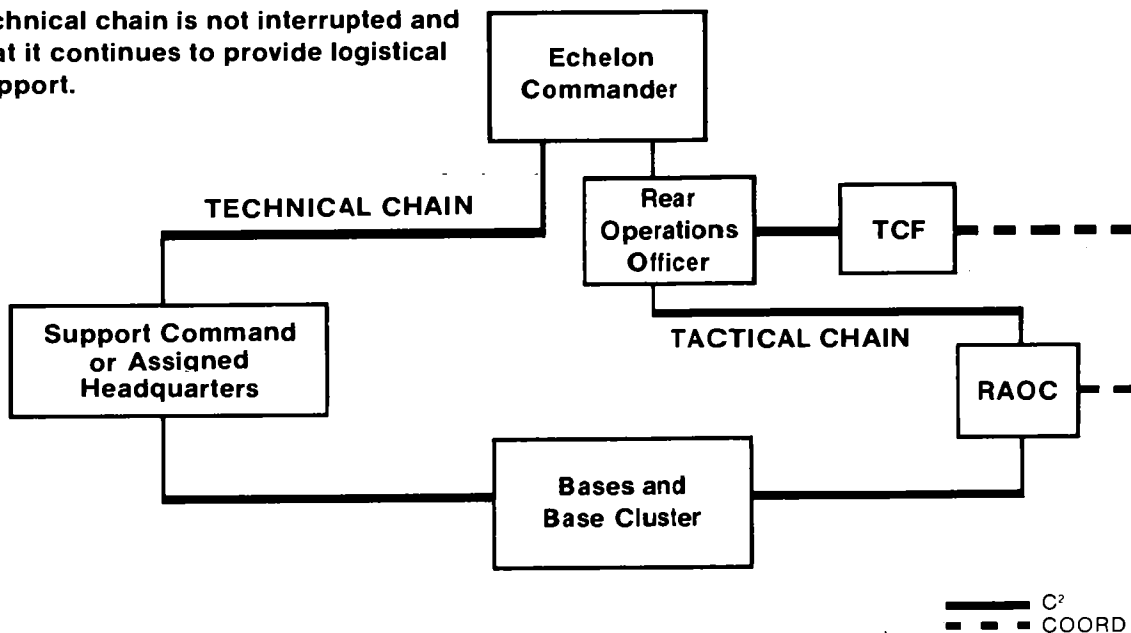 chnical chain is not interrupted and
at it continues to provide logistical
pport.
Echelon
Commander
TECHNICAL CHAIN
Rear
Operations
Officer
TCF
Support Command
or Assigned
Headquarters
TACTICAL CHAIN
RAOC
Bases and
Base Cluster
C²
COORD